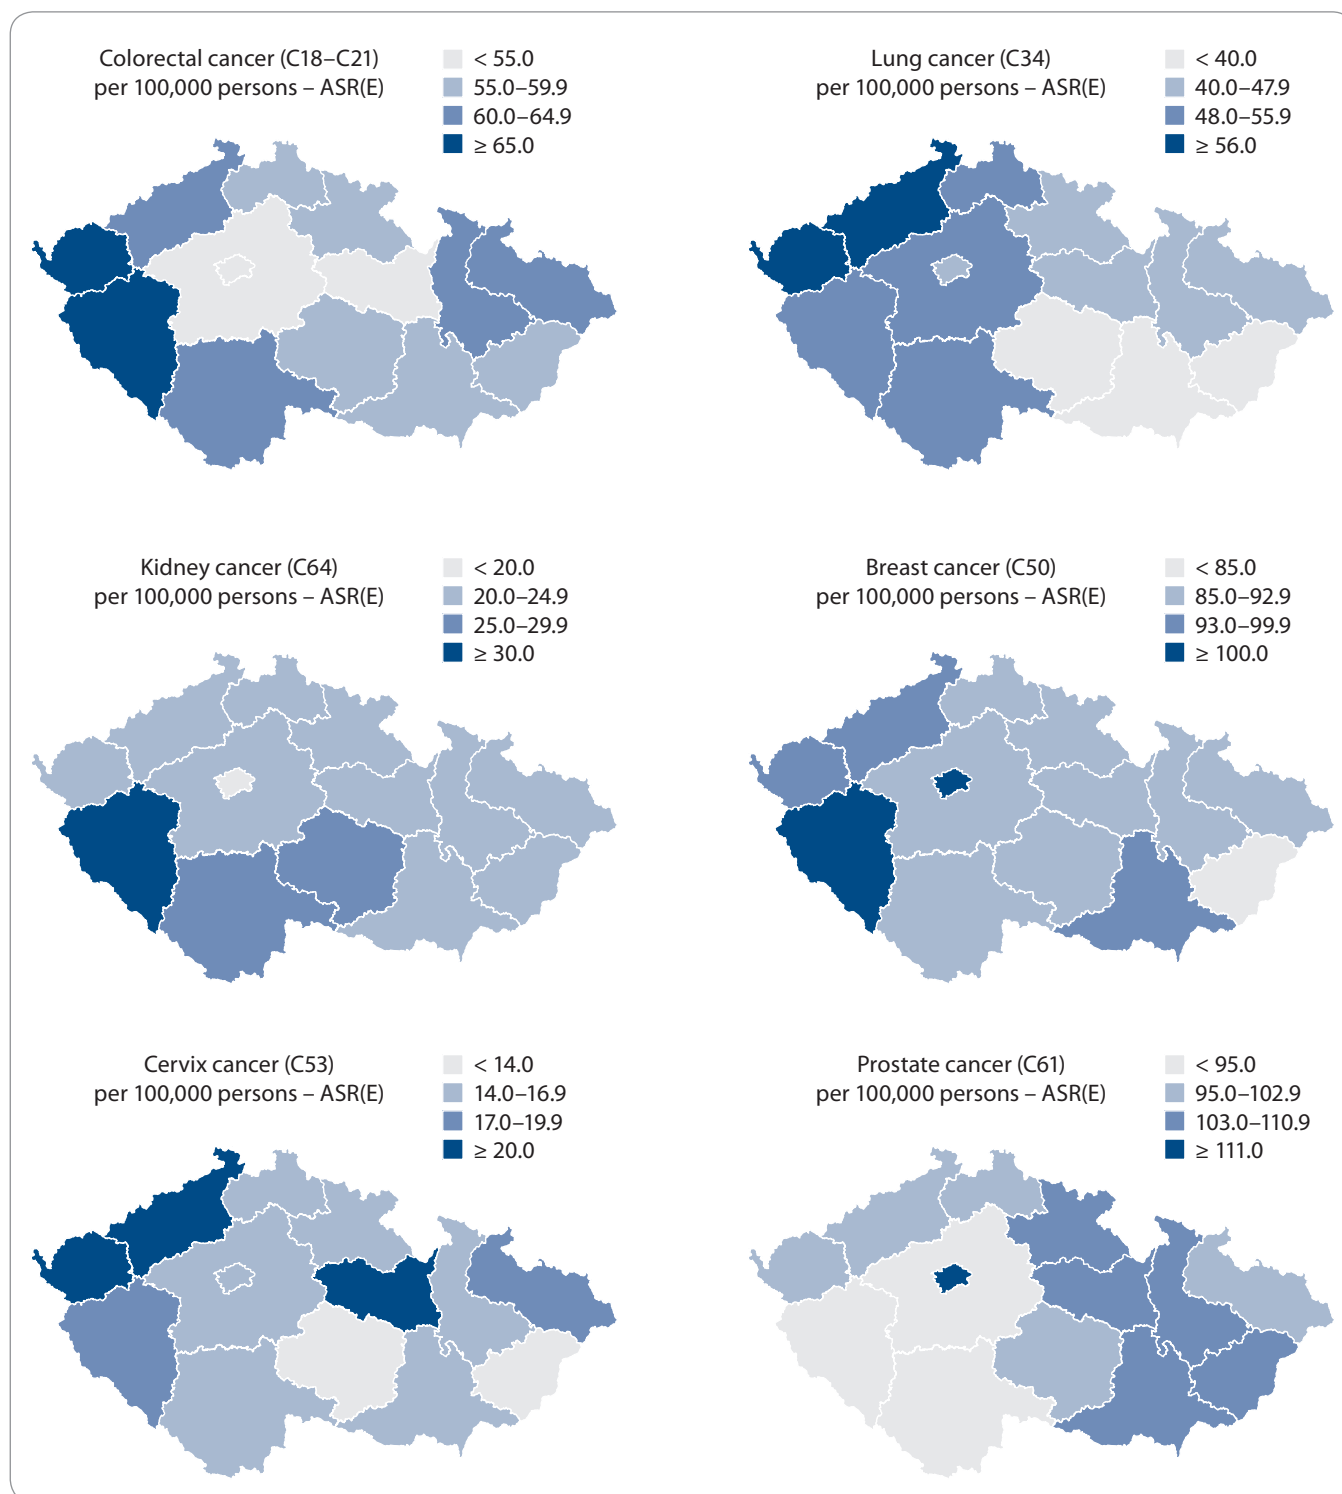 Colorectal cancer (C18–C21)
per 100,000 persons – ASR(E)
< 55.0
55.0–59.9
60.0–64.9
≥ 65.0
Lung cancer (C34)
per 100,000 persons – ASR(E)
< 40.0
40.0–47.9
48.0–55.9
≥ 56.0
Kidney cancer (C64)
per 100,000 persons – ASR(E)
< 20.0
20.0–24.9
25.0–29.9
≥ 30.0
Breast cancer (C50)
per 100,000 persons – ASR(E)
< 85.0
85.0–92.9
93.0–99.9
≥ 100.0
Cervix cancer (C53)
per 100,000 persons – ASR(E)
< 14.0
14.0–16.9
17.0–19.9
≥ 20.0
Prostate cancer (C61)
per 100,000 persons – ASR(E)
< 95.0
95.0–102.9
103.0–110.9
≥ 111.0